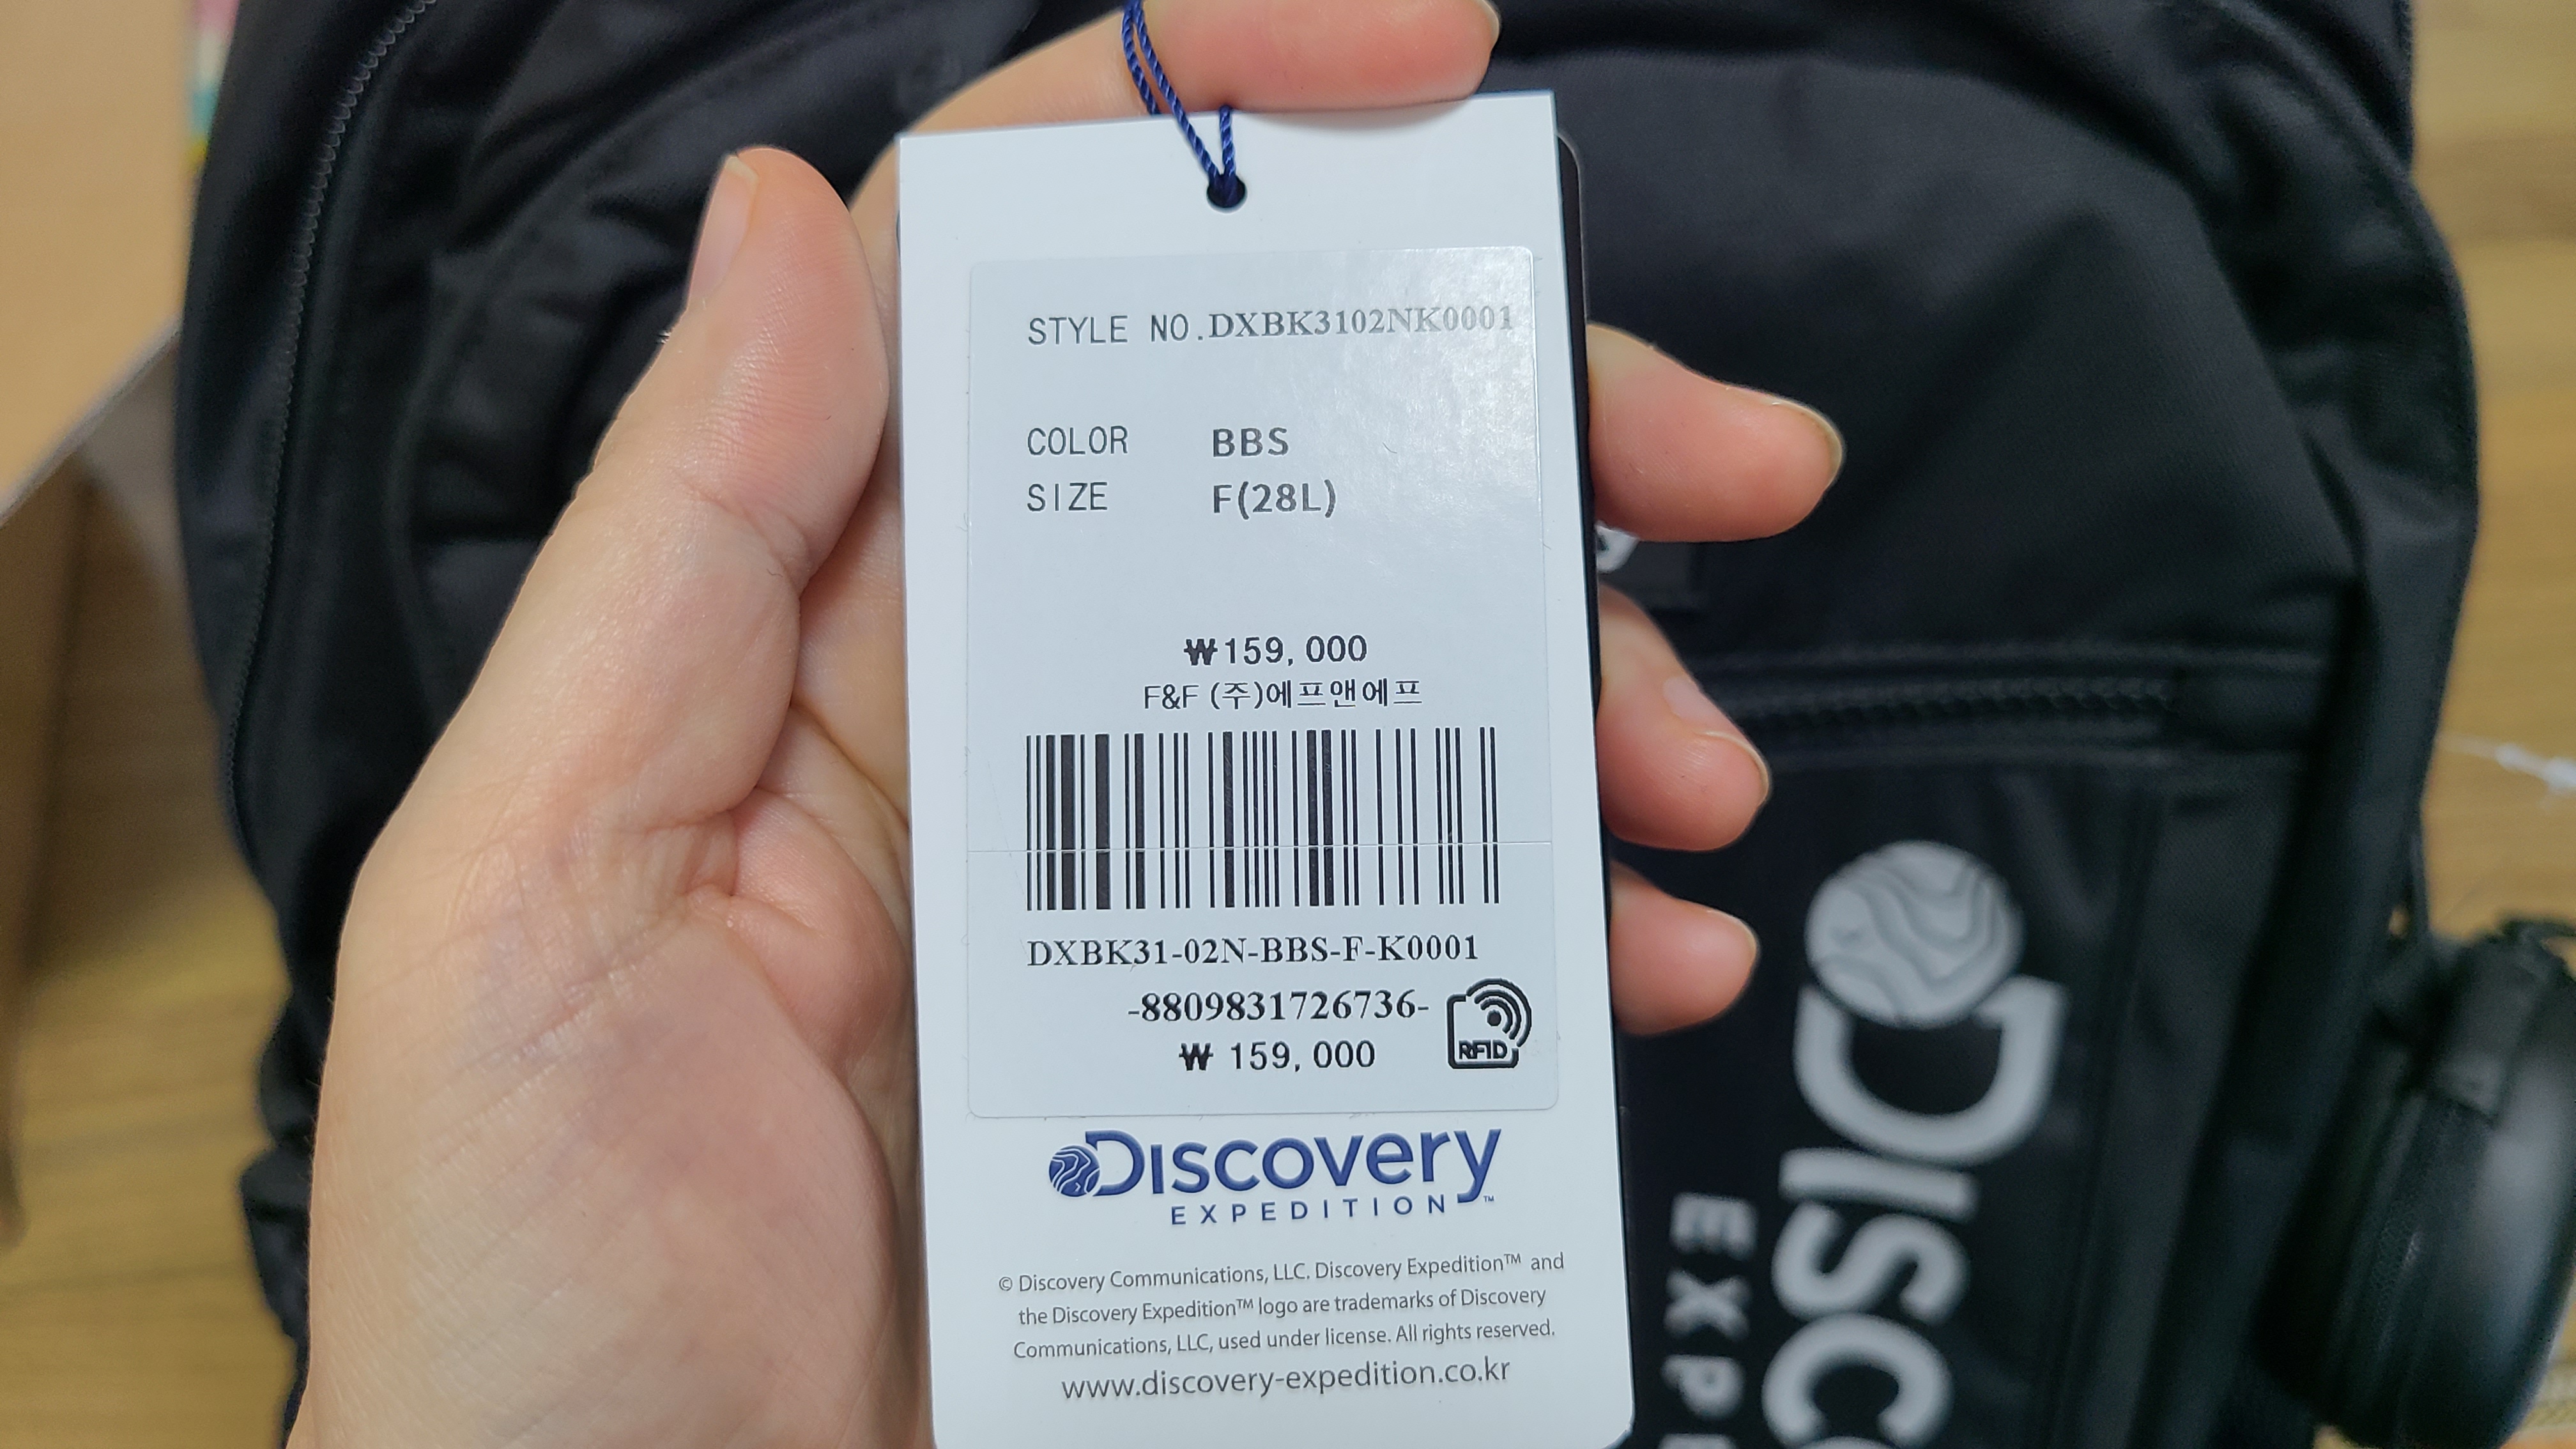 STYLE NO. DXBK3102NK0001
COLOR BBS
SIZE F(28L)
₩159,000
F&F (주)에프앤에프
DXBK31-02N-BBS-F-K0001
-8809831726736-
RFID
₩ 159,000
Discovery
EXPEDITION™
© Discovery Communications, LLC. Discovery Expedition™ and
the Discovery Expedition™ logo are trademarks of Discovery
Communications, LLC, used under license. All rights reserved.
www.discovery-expedition.co.kr
DISCO
EXPE